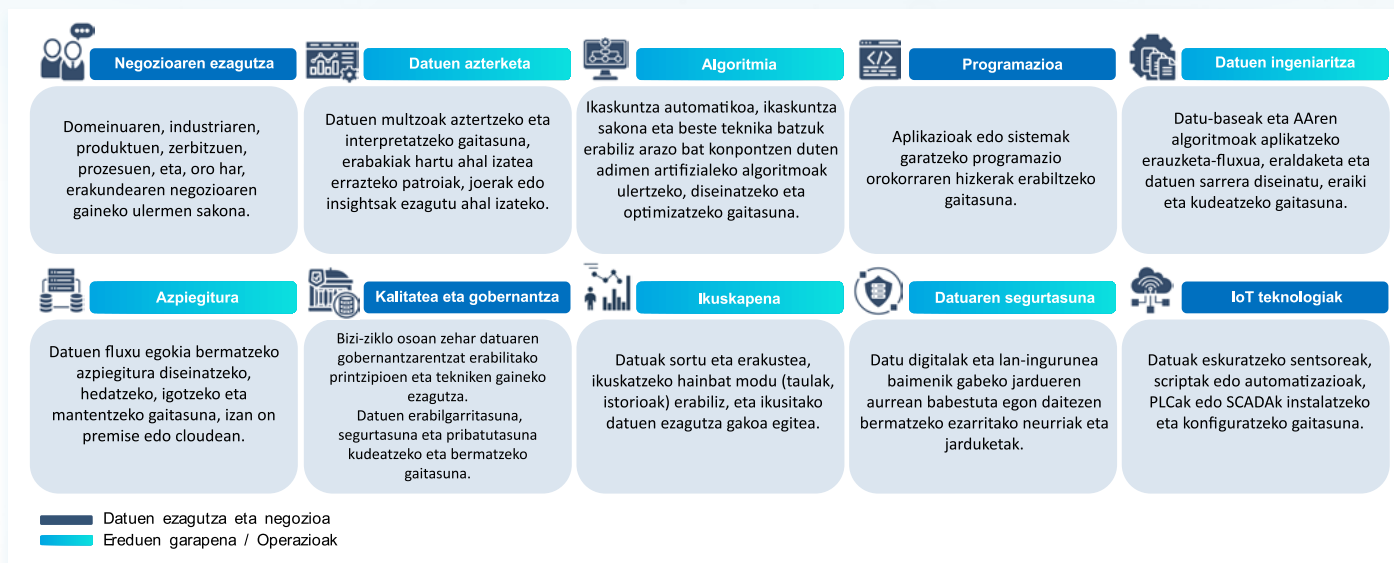 Negozioaren ezagutza
Domeinuaren, industriaren,
produktuen, zerbitzuen,
prozesuen, eta, oro har,
erakundearen negozioaren
gaineko ulermen sakona.
Datuen azterketa
Datuen multzoak aztertzeko eta
interpretatzeko gaitasuna,
erabakiak hartu ahal izatea
errazteko patroiak, joerak edo
insightsak ezagutu ahal izateko.
Algoritmia
Ikaskuntza automatikoa, ikaskuntza
sakona eta beste teknika batzuk
erabiliz arazo bat konpontzen duten
adimen artifizialeko algoritmoak
ulertzeko, diseinatzeko eta
optimizatzeko gaitasuna.
Programazioa
Aplikazioak edo sistemak
garatzeko programazio
orokorraren hizkerak erabiltzeko
gaitasuna.
Datuen ingeniaritza
Datu-baseak eta AAren
algoritmoak aplikatzeko
erauzketa-fluxua, eraldaketa eta
datuen sarrera diseinatu, eraiki
eta kudeatzeko gaitasuna.
Azpiegitura
Datuen fluxu egokia bermatzeko
azpiegitura diseinatzeko,
hedatzeko, igotzeko eta
mantentzeko gaitasuna, izan on
premise edo cloudean.
Kalitatea eta gobernantza
Bizi-ziklo osoan zehar datuaren
gobernantzarentzat erabilitako
printzipioen eta tekniken gaineko
ezagutza.
Datuen erabilgarritasuna,
segurtasuna eta pribatutasuna
kudeatzeko eta bermatzeko
gaitasuna.
Ikuskapena
Datuak sortu eta erakustea,
ikuskatzeko hainbat modu (taulak,
istorioak) erabiliz, eta ikusitako
datuen ezagutza gakoa egitea.
Datuaren segurtasuna
Datu digitalak eta lan-ingurunea
baimenik gabeko jardueren
aurrean babestuta egon daitezen
bermatzeko ezarritako neurriak eta
jarduketak.
IoT teknologiak
Datuak eskuratzeko sentsoreak,
scriptak edo automatizazioak,
PLCak edo SCADAk instalatzeko
eta konfiguratzeko gaitasuna.
Datuen ezagutza eta negozioa
Ereduen garapena / Operazioak